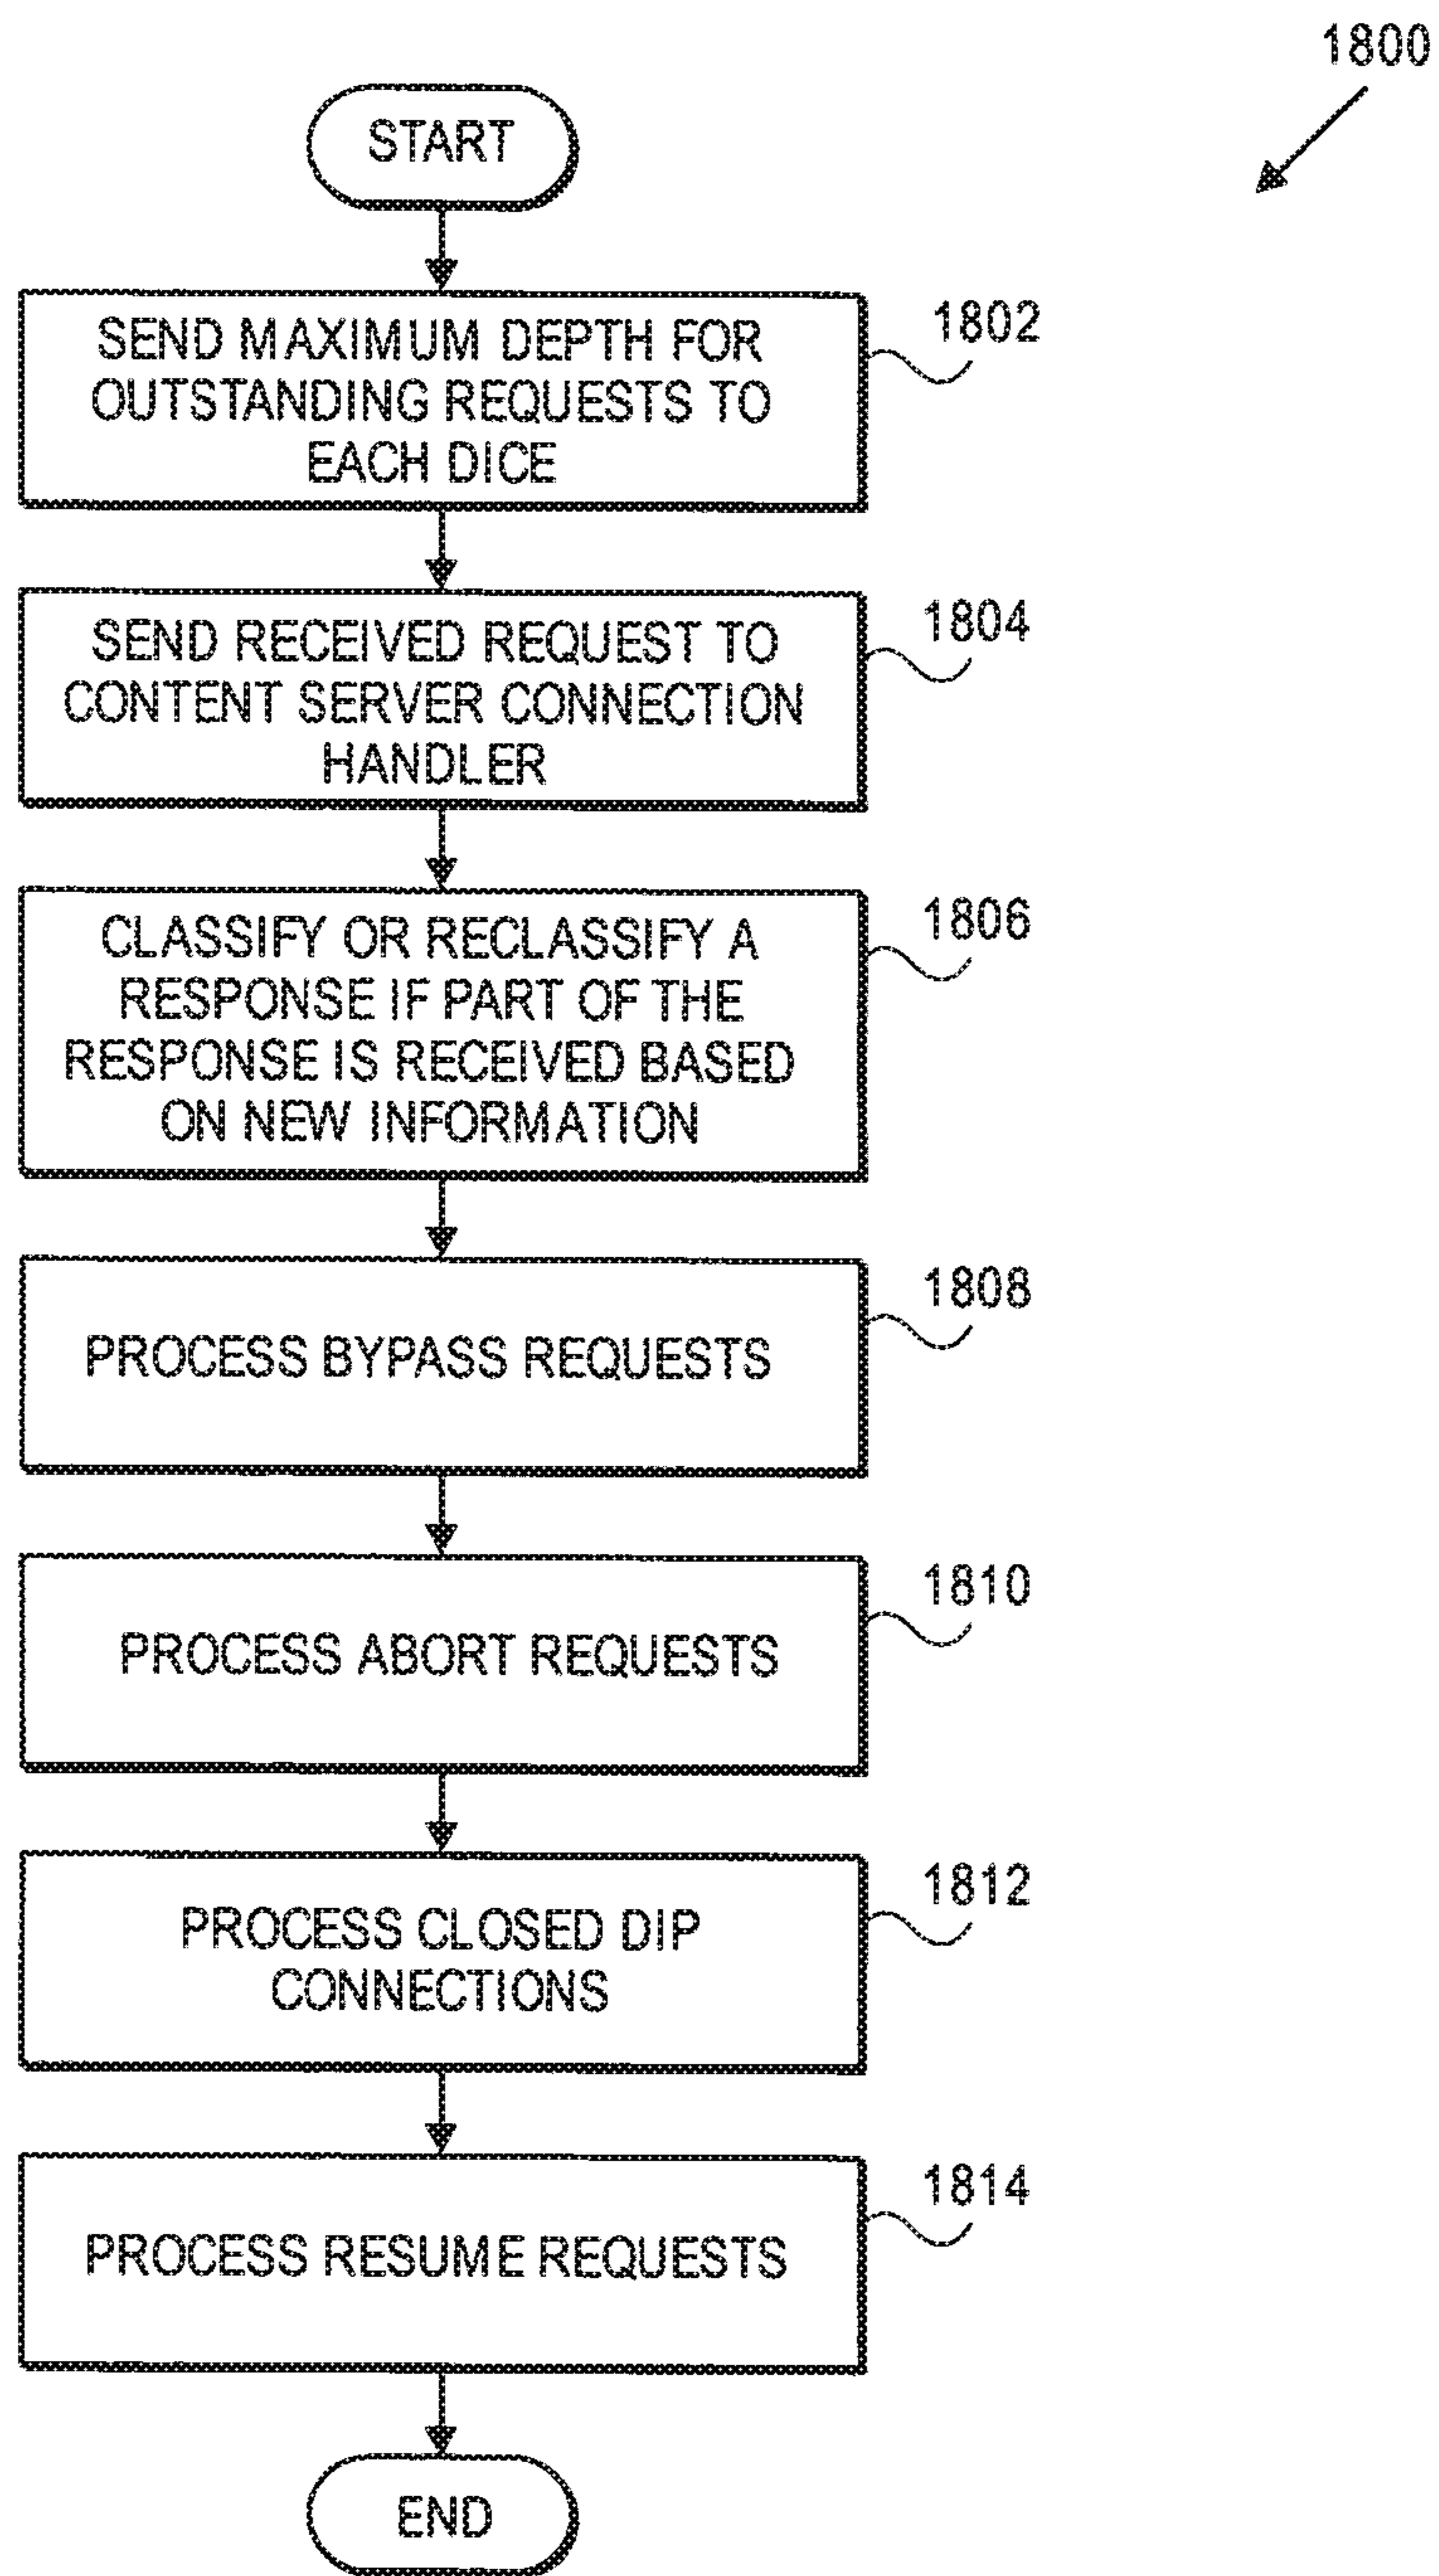 1800
START
SEND MAXIMUM DEPTH FOR
OUTSTANDING REQUESTS TO
EACH DICE
1802
SEND RECEIVED REQUEST TO
CONTENT SERVER CONNECTION
HANDLER
1804
CLASSIFY OR RECLASSIFY A
RESPONSE IF PART OF THE
RESPONSE IS RECEIVED BASED
ON NEW INFORMATION
1806
PROCESS BYPASS REQUESTS
1808
PROCESS ABORT REQUESTS
1810
PROCESS CLOSED DIP
CONNECTIONS
1812
PROCESS RESUME REQUESTS
1814
END